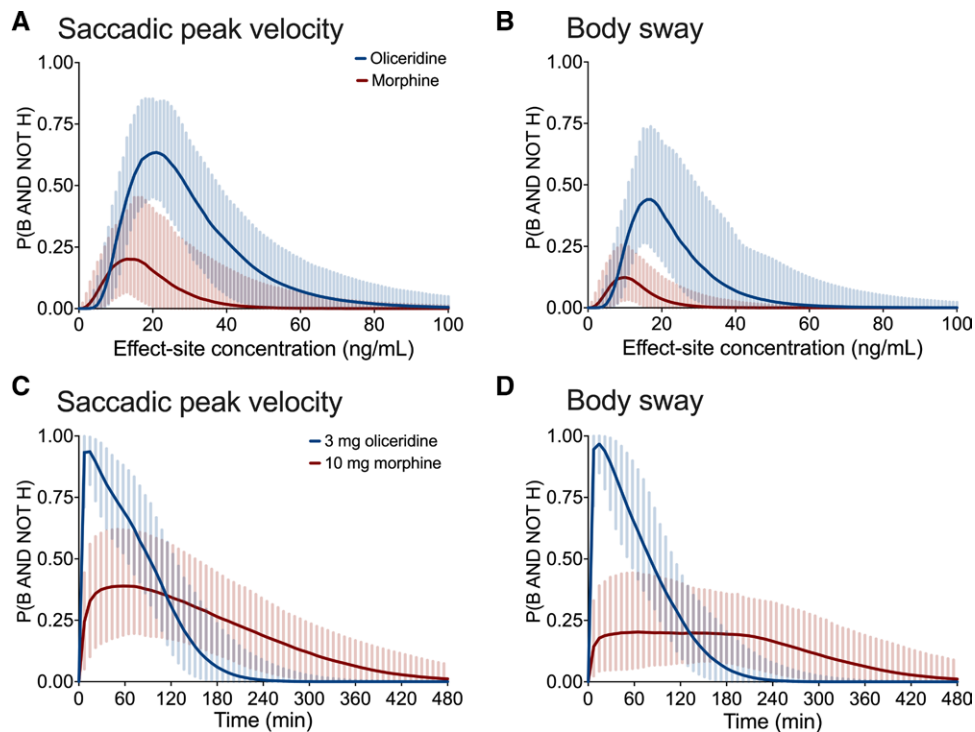 A Saccadic peak velocity
P(B AND NOT H)
1.00
0.75
0.50
0.25
0.00
Oliceridine
Morphine
0 20 40 60 80 100
Effect-site concentration (ng/mL)
B Body sway
P(B AND NOT H)
1.00
0.75
0.50
0.25
0.00
0 20 40 60 80 100
Effect-site concentration (ng/mL)
C Saccadic peak velocity
P(B AND NOT H)
1.00
0.75
0.50
0.25
0.00
3 mg oliceridine
10 mg morphine
0 60 120 180 240 300 360 420 480
Time (min)
D Body sway
P(B AND NOT H)
1.00
0.75
0.50
0.25
0.00
0 60 120 180 240 300 360 420 480
Time (min)